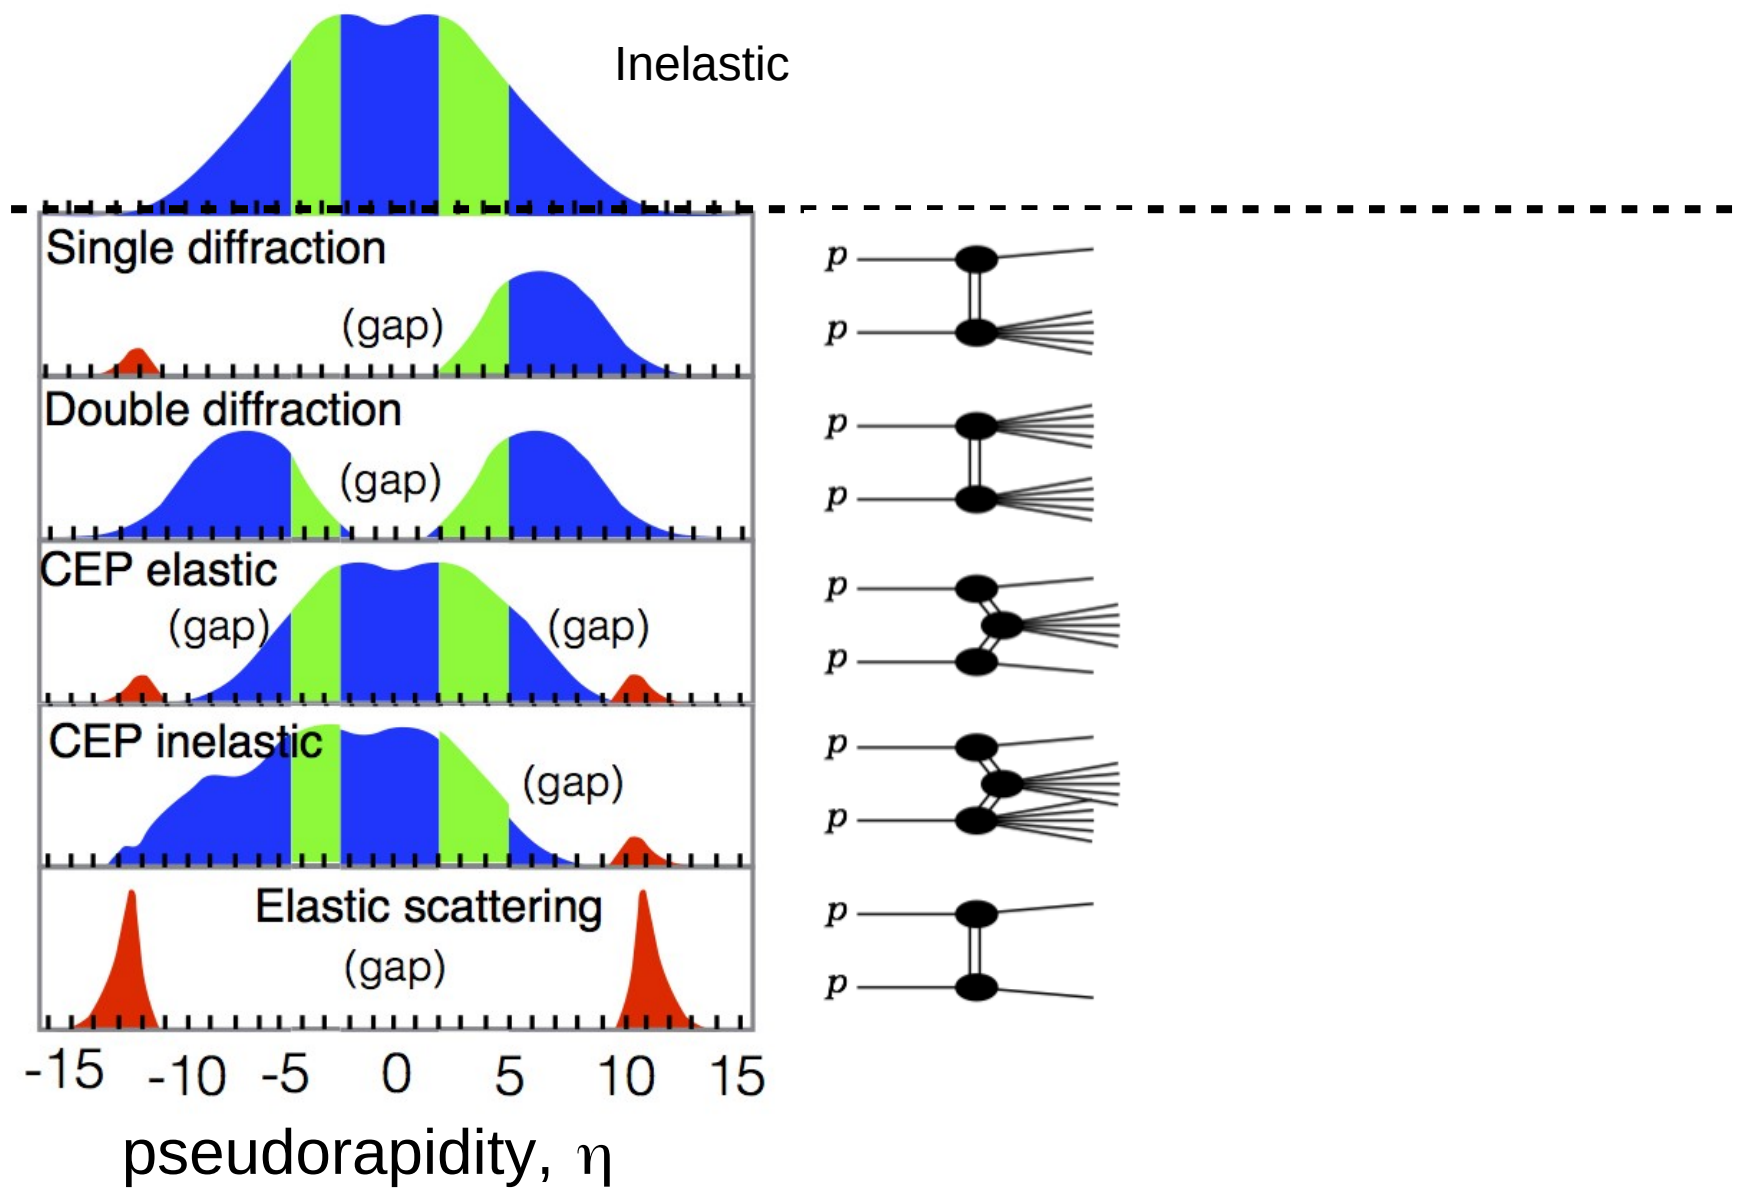 Inelastic
Single diffraction
(gap)
p
p
Double diffraction
(gap)
p
p
CEP elastic
(gap)
(gap)
p
p
CEP inelastic
(gap)
p
p
Elastic scattering
(gap)
p
p
-15 -10 -5 0 5 10 15
pseudorapidity, η